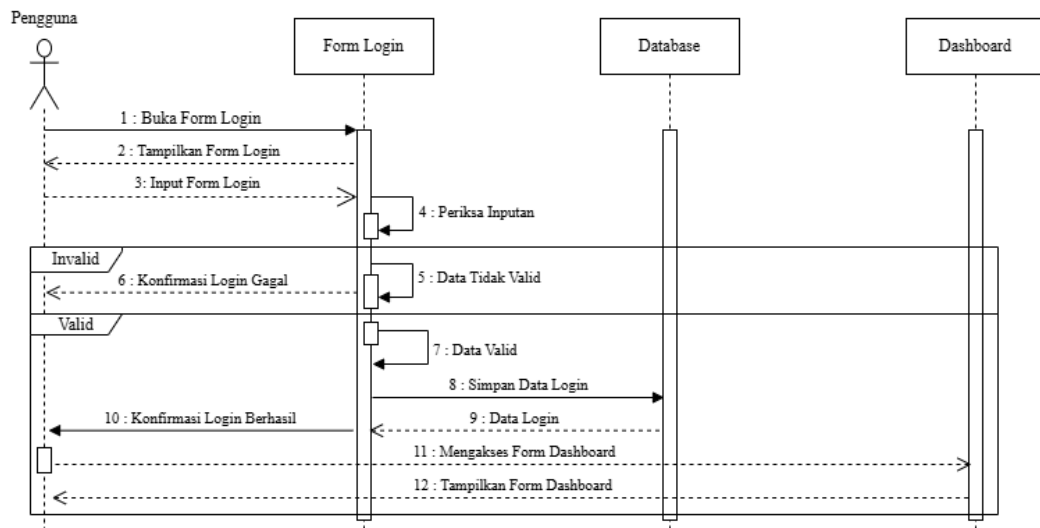 Pengguna
Form Login
Database
Dashboard
1 : Buka Form Login
2 : Tampilkan Form Login
3: Input Form Login
4 : Periksa Inputan
Invalid
5 : Data Tidak Valid
6 : Konfirmasi Login Gagal
Valid
7 : Data Valid
8 : Simpan Data Login
9 : Data Login
10 : Konfirmasi Login Berhasil
11 : Mengakses Form Dashboard
12 : Tampilkan Form Dashboard